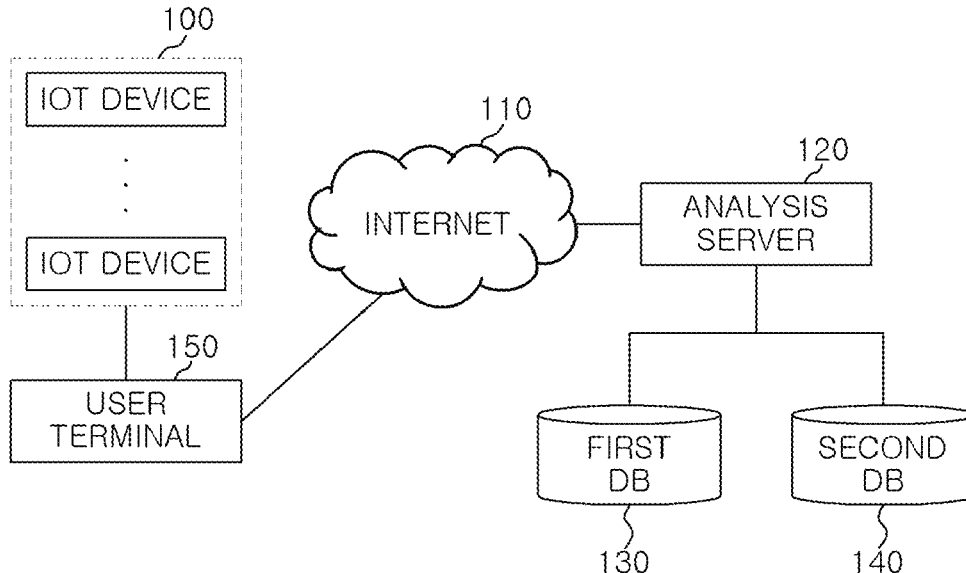 100
IOT DEVICE
IOT DEVICE
110
INTERNET
120
ANALYSIS
SERVER
150
USER
TERMINAL
FIRST
DB
SECOND
DB
130
140